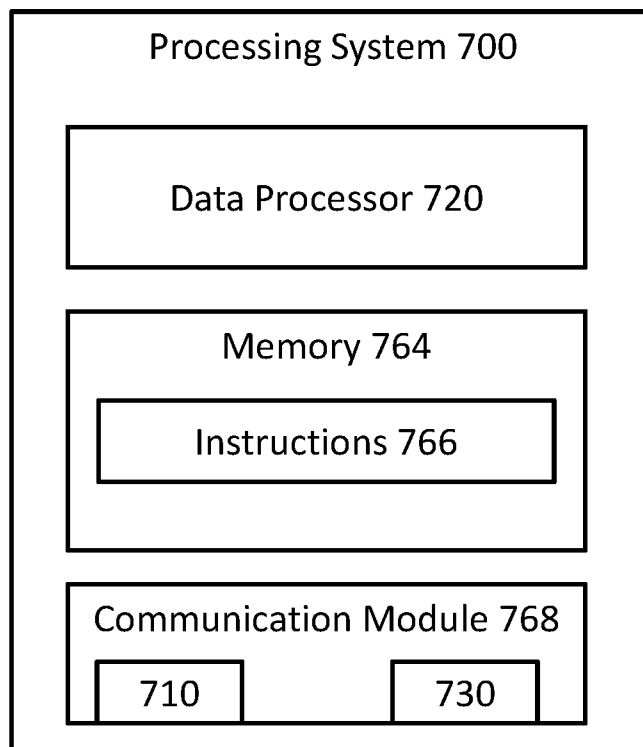 Processing System 700
Data Processor 720
Memory 764
Instructions 766
Communication Module 768
710 730